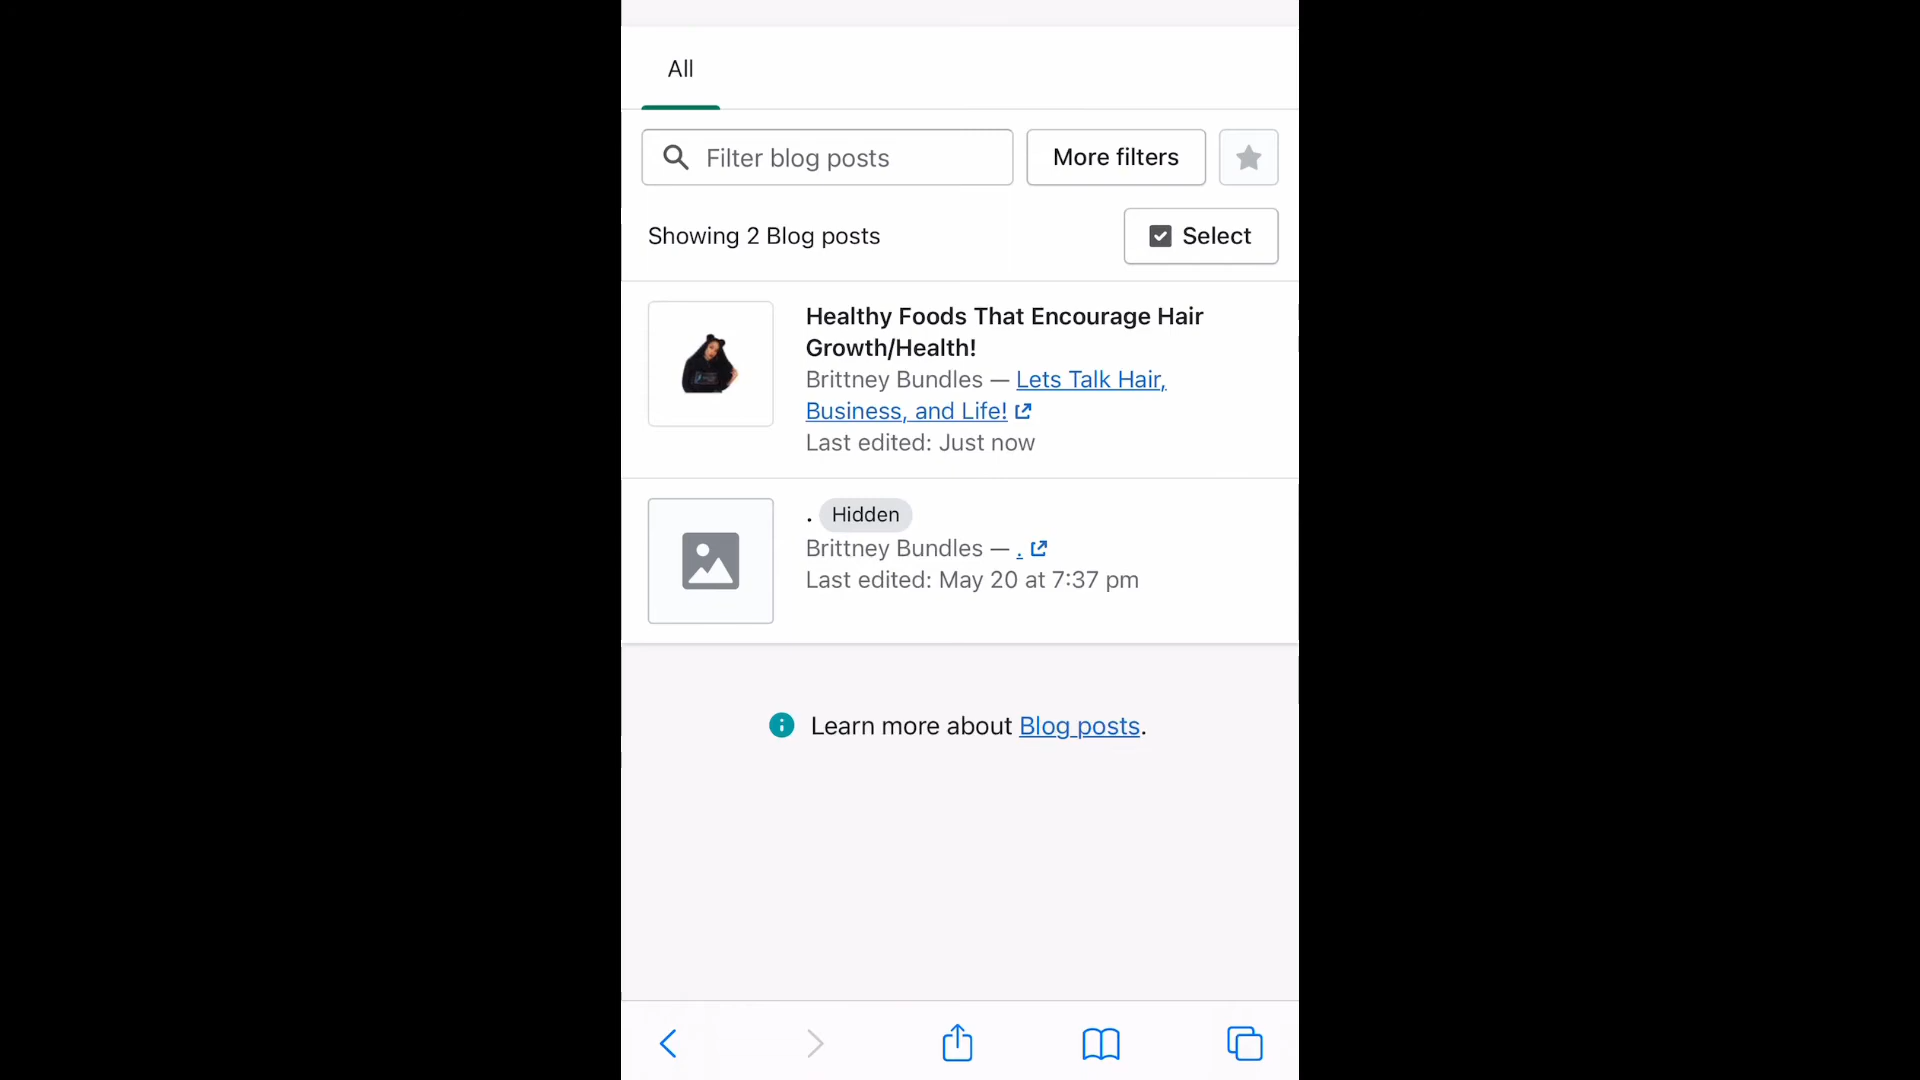 All
Filter blog posts
More filters
Showing 2 Blog posts
Select
Healthy Foods That Encourage Hair
Growth/Health!
Brittney Bundles — Lets Talk Hair,
Business, and Life!
Last edited: Just now
. Hidden
Brittney Bundles — .
Last edited: May 20 at 7:37 pm
Learn more about Blog posts.